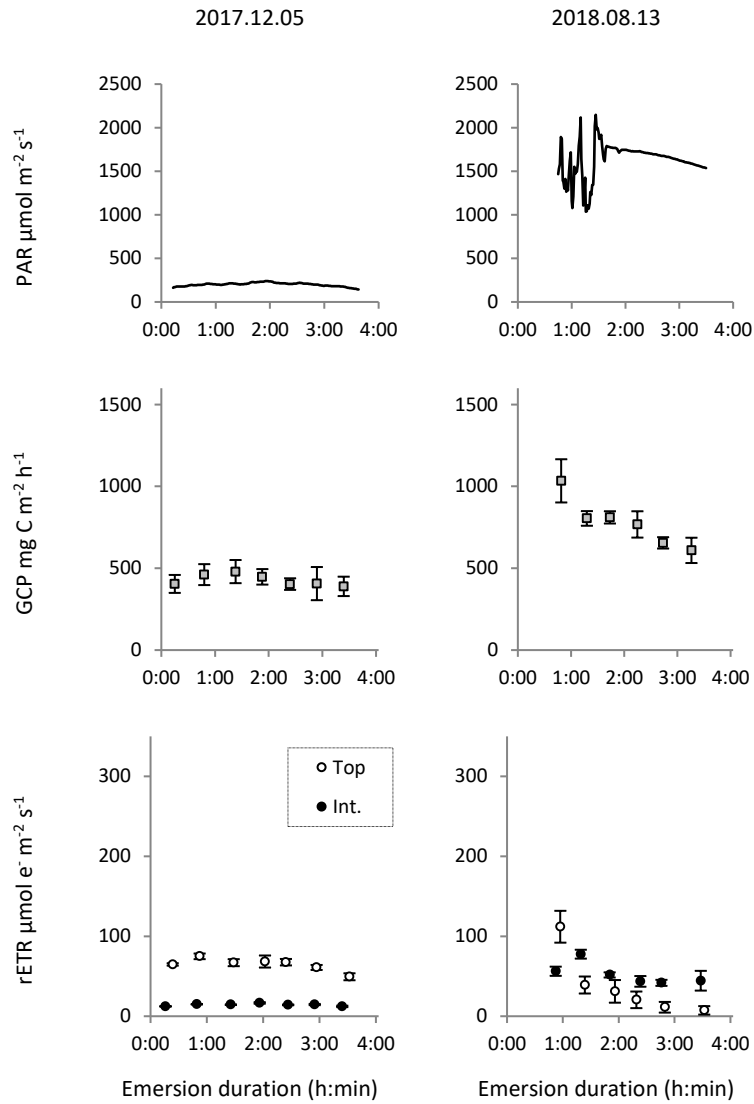 2017.12.05 2018.08.13
PAR µmol m⁻² s⁻¹
2500 2500
2000 2000
1500 1500
1000 1000
500 500
0 0
0:00 1:00 2:00 3:00 4:00 0:00 1:00 2:00 3:00 4:00
GCP mg C m⁻² h⁻¹
1500 1500
1000 1000
500 500
0 0
0:00 1:00 2:00 3:00 4:00 0:00 1:00 2:00 3:00 4:00
rETR µmol e⁻ m⁻² s⁻¹
300 300
Top
Int.
200 200
100 100
0 0
0:00 1:00 2:00 3:00 4:00 0:00 1:00 2:00 3:00 4:00
Emersion duration (h:min) Emersion duration (h:min)